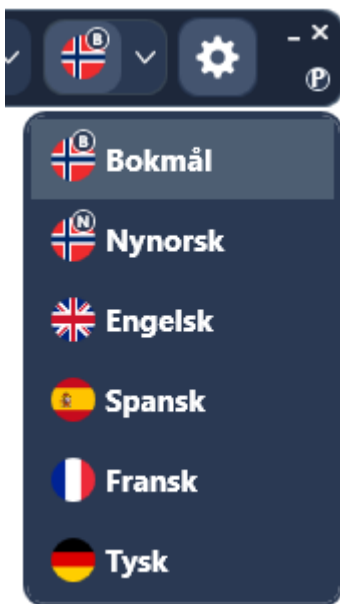 B
P
B Bokmål
N Nynorsk
Engelsk
Spansk
Fransk
Tysk